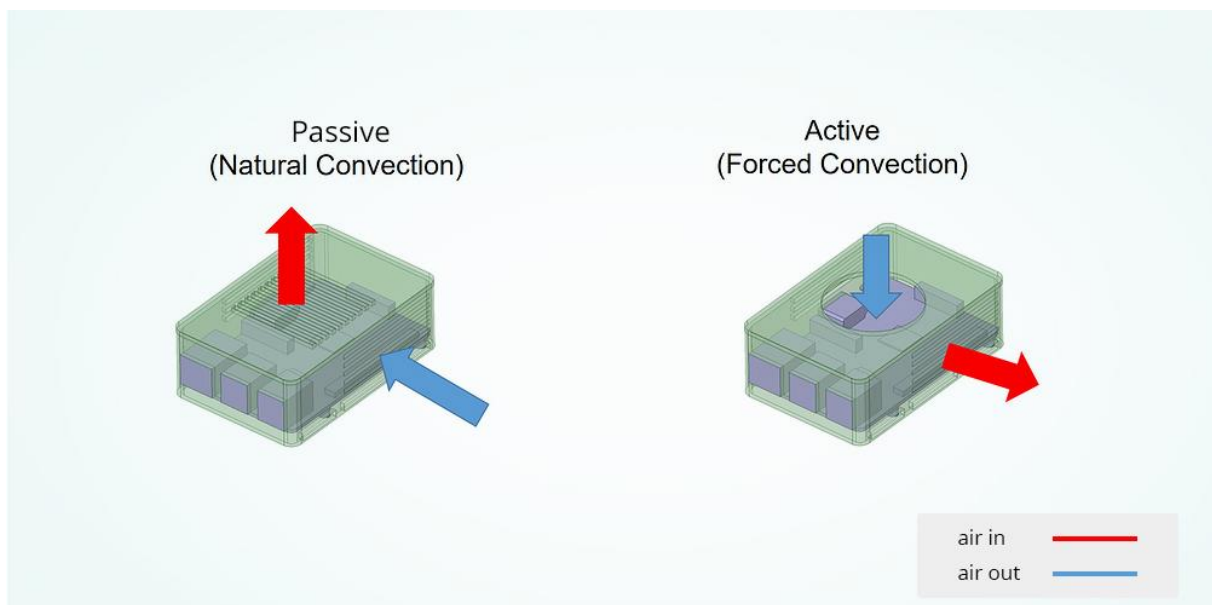 Passive
(Natural Convection)
Active
(Forced Convection)
air in
air out